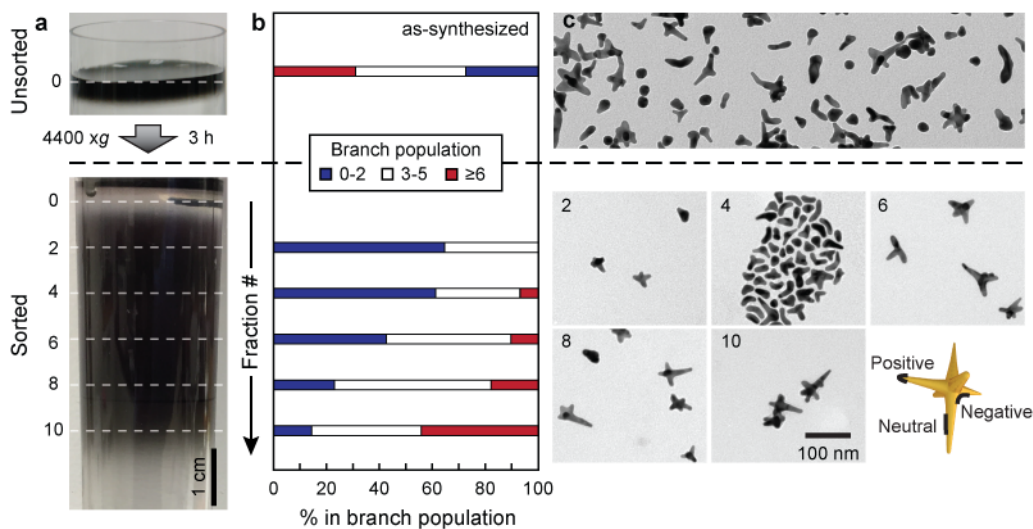 a
Unsorted
0
4400 xg
3 h
Sorted
0
2
4
6
8
10
1 cm
b
as-synthesized
Branch population
0-2
3-5
≥6
Fraction #
0
20
40
60
80
100
% in branch population
c
2
4
6
8
10
100 nm
Positive
Negative
Neutral